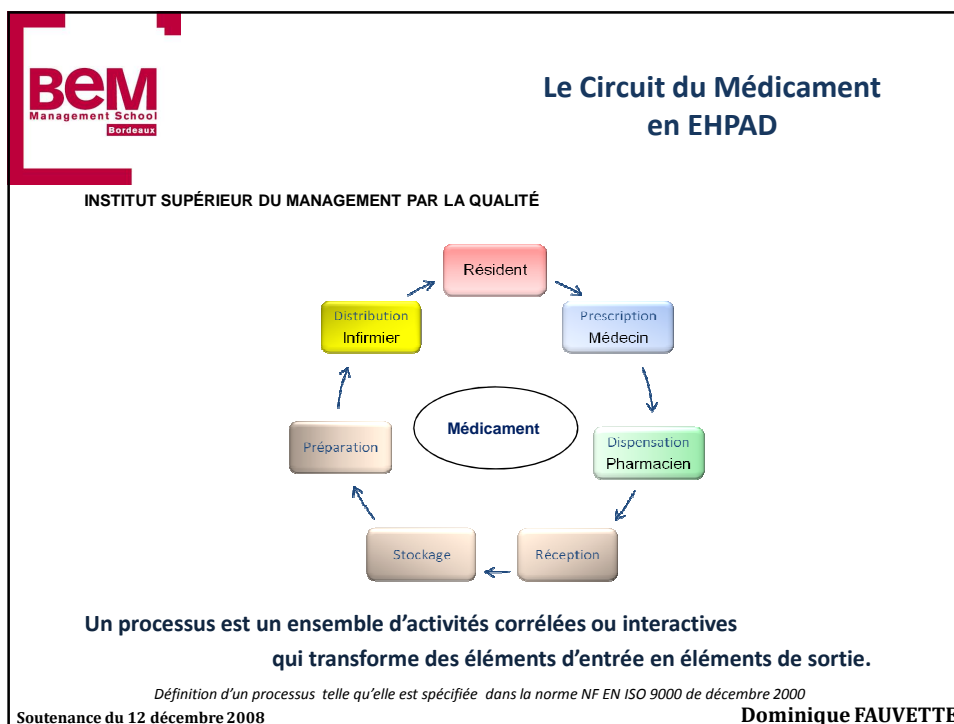 BeM
Management School
Bordeaux
Le Circuit du Médicament
en EHPAD
INSTITUT SUPÉRIEUR DU MANAGEMENT PAR LA QUALITÉ
Résident
Distribution
Infirmier
Prescription
Médecin
Médicament
Préparation
Dispensation
Pharmacien
Stockage
Réception
Un processus est un ensemble d'activités corrélées ou interactives
qui transforme des éléments d'entrée en éléments de sortie.
Définition d'un processus telle qu'elle est spécifiée dans la norme NF EN ISO 9000 de décembre 2000
Soutenance du 12 décembre 2008
Dominique FAUVETTE